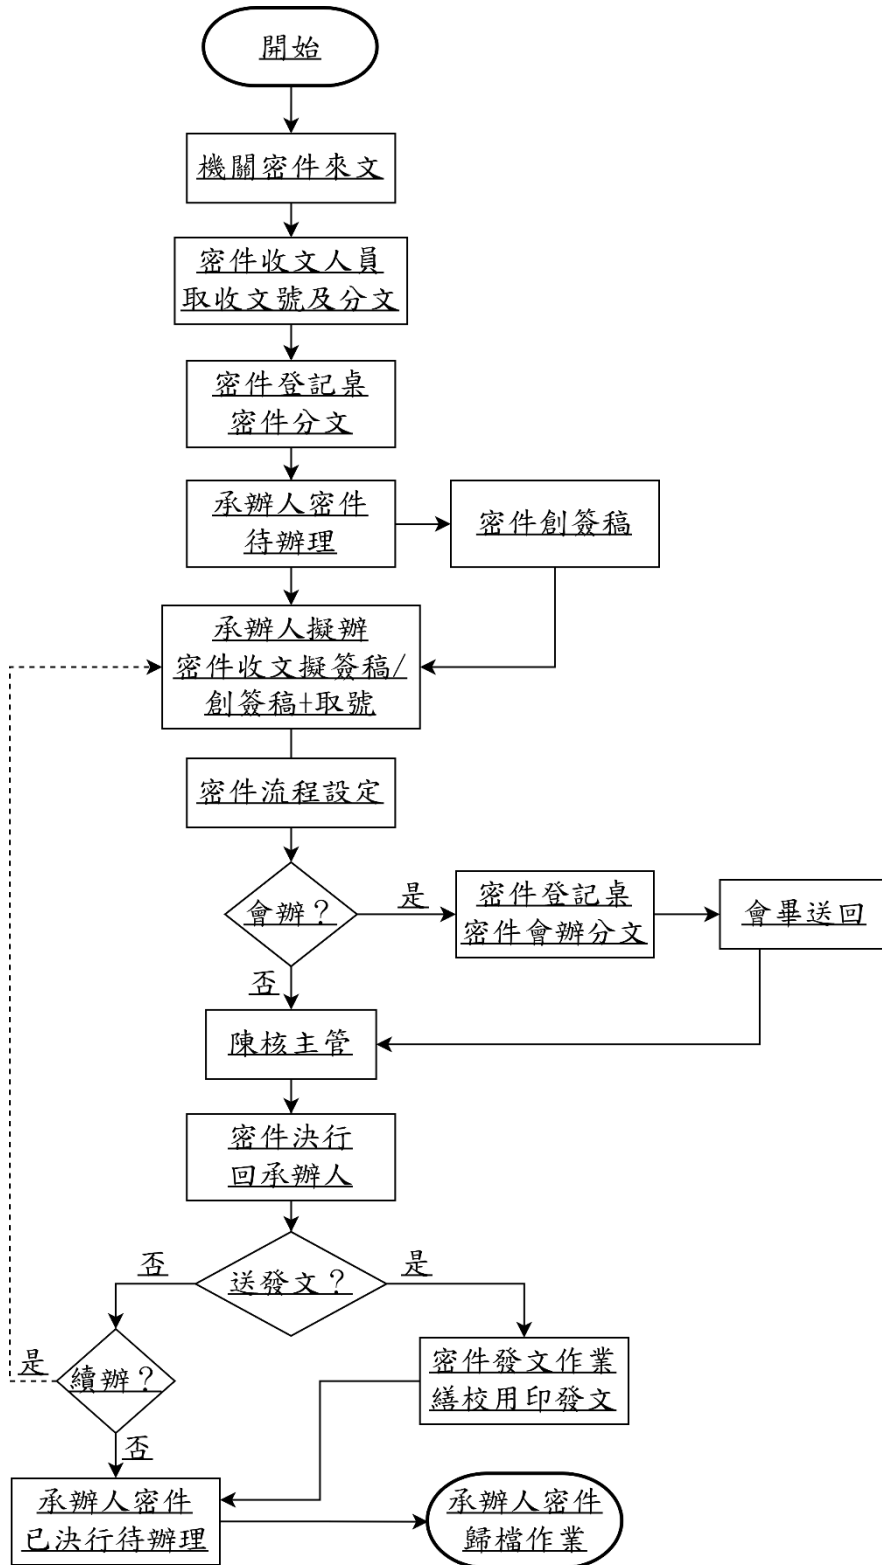 開始
機關密件來文
密件收文人員
取收文號及分文
密件登記桌
密件分文
承辦人密件
待辦理
密件創簽稿
承辦人擬辦
密件收文擬簽稿/
創簽稿+取號
密件流程設定
會辦？
是
密件登記桌
密件會辦分文
會畢送回
否
陳核主管
密件決行
回承辦人
送發文？
否
是
續辦？
是
密件發文作業
繕校用印發文
否
承辦人密件
已決行待辦理
承辦人密件
歸檔作業